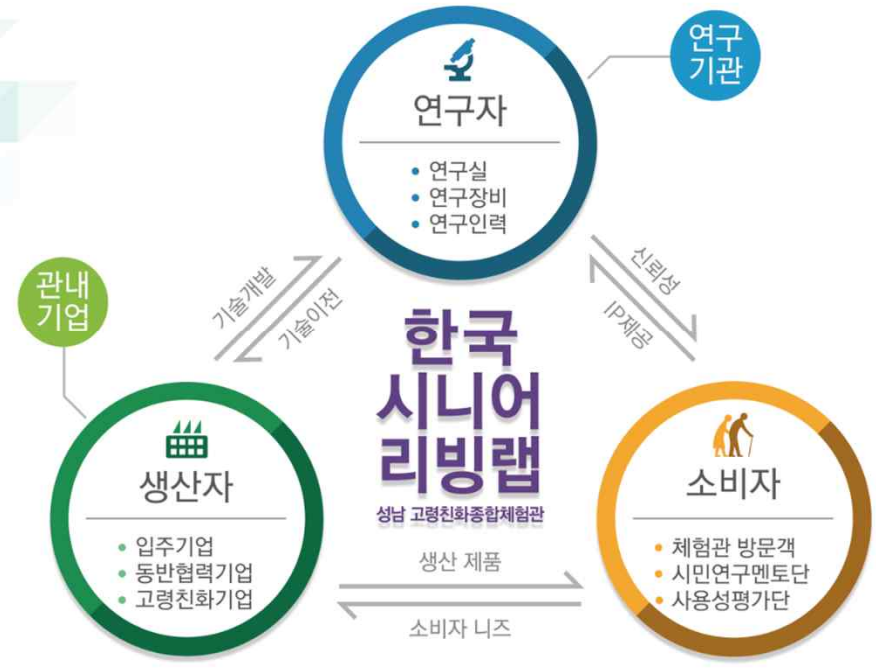 연구
기관
연구자
• 연구실
• 연구장비
• 연구인력
관내
기업
기술개발
기술이전
신뢰성
IP제공
한국
시니어
리빙랩
성남 고령친화종합체험관
생산자
• 입주기업
• 동반협력기업
• 고령친화기업
생산 제품
소비자 니즈
소비자
• 체험관 방문객
• 시민연구멘토단
• 사용성평가단